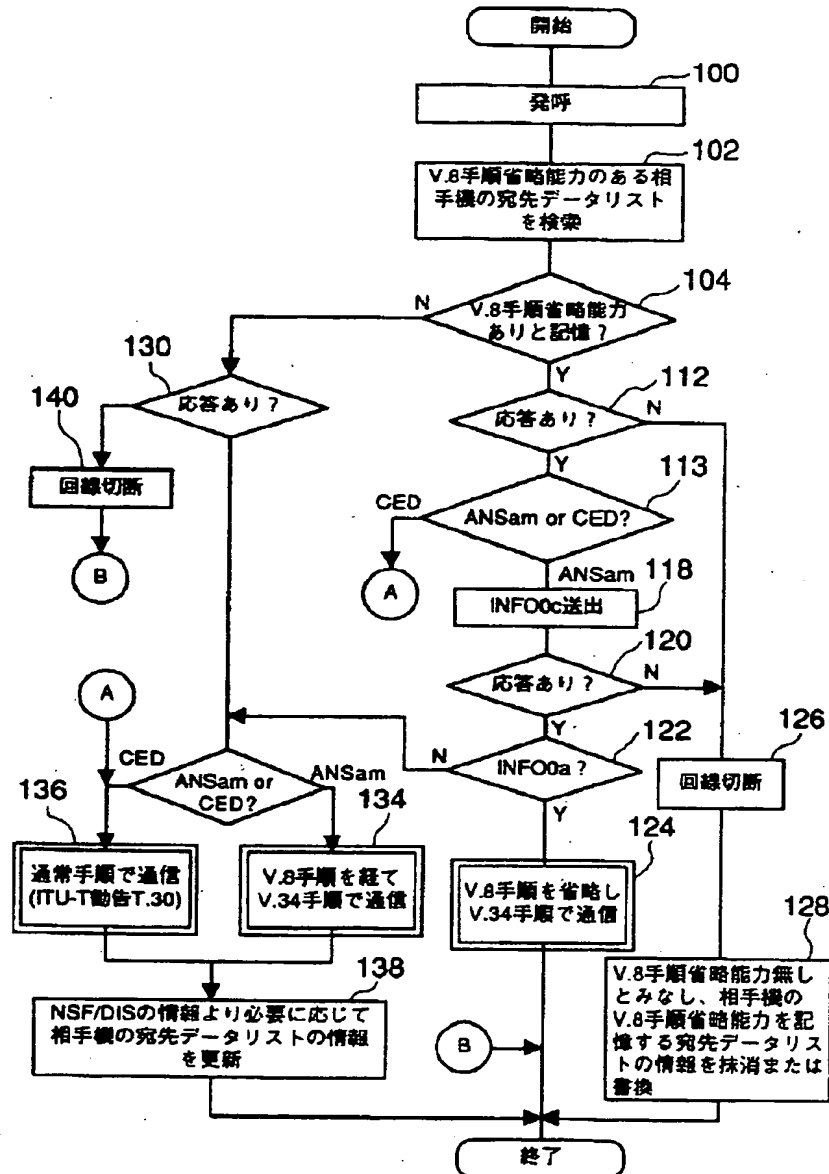 開始
100
発呼
102
V.8手順省略能力のある相
手機の宛先データリスト
を検索
104
N
V.8手順省略能力
ありと記憶？
Y
130
応答あり？
112
応答あり？
N
Y
140
回線切断
B
113
CED
ANSam or CED?
A
ANSam
118
INFO0c送出
120
応答あり？
N
Y
A
CED
ANSam or
CED?
ANSam
N
122
INFO0a？
Y
126
回線切断
136
通常手順で通信
(ITU-T勧告T.30)
134
V.8手順を経て
V.34手順で通信
124
V.8手順を省略し
V.34手順で通信
128
V.8手順省略能力無し
とみなし、相手機の
V.8手順省略能力を記
憶する宛先データリス
トの情報を抹消または
書換
138
NSF/DISの情報より必要に応じて
相手機の宛先データリストの情報
を更新
B
終了